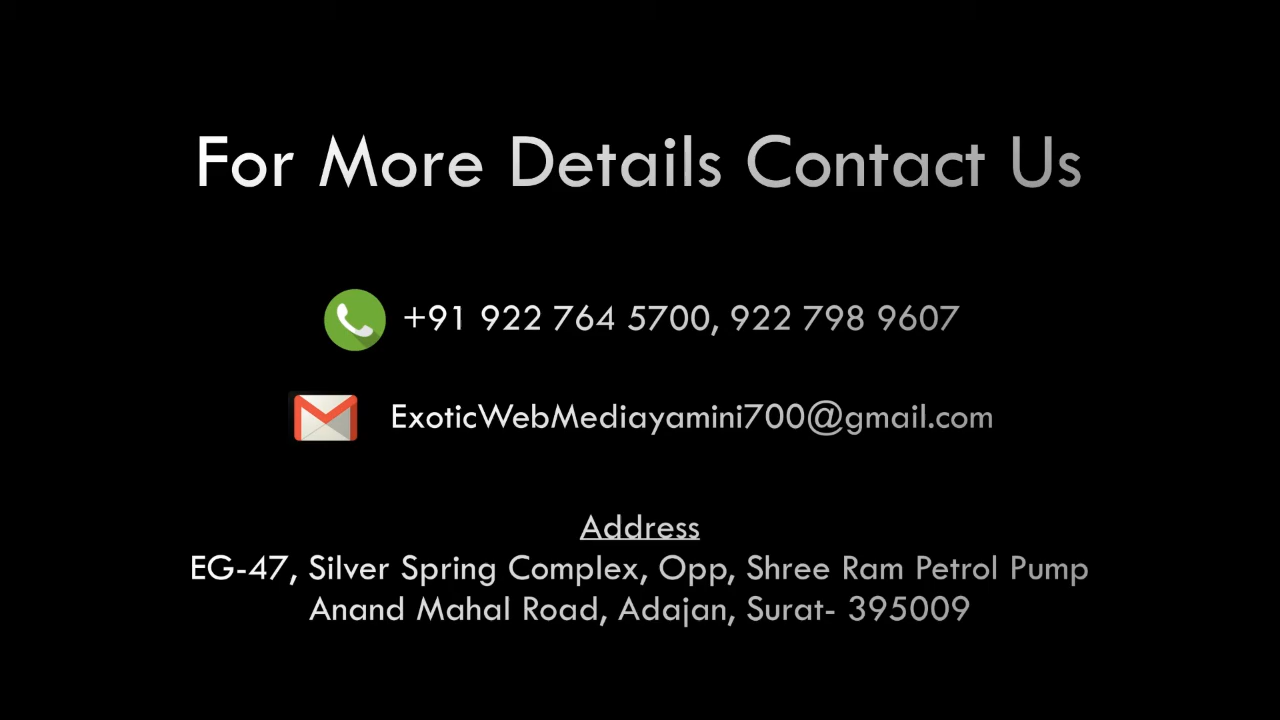 For More Details Contact Us
+91 922 764 5700, 922 798 9607
ExoticWebMediayamini700@gmail.com
Address
EG-47, Silver Spring Complex, Opp, Shree Ram Petrol Pump
Anand Mahal Road, Adajan, Surat- 395009